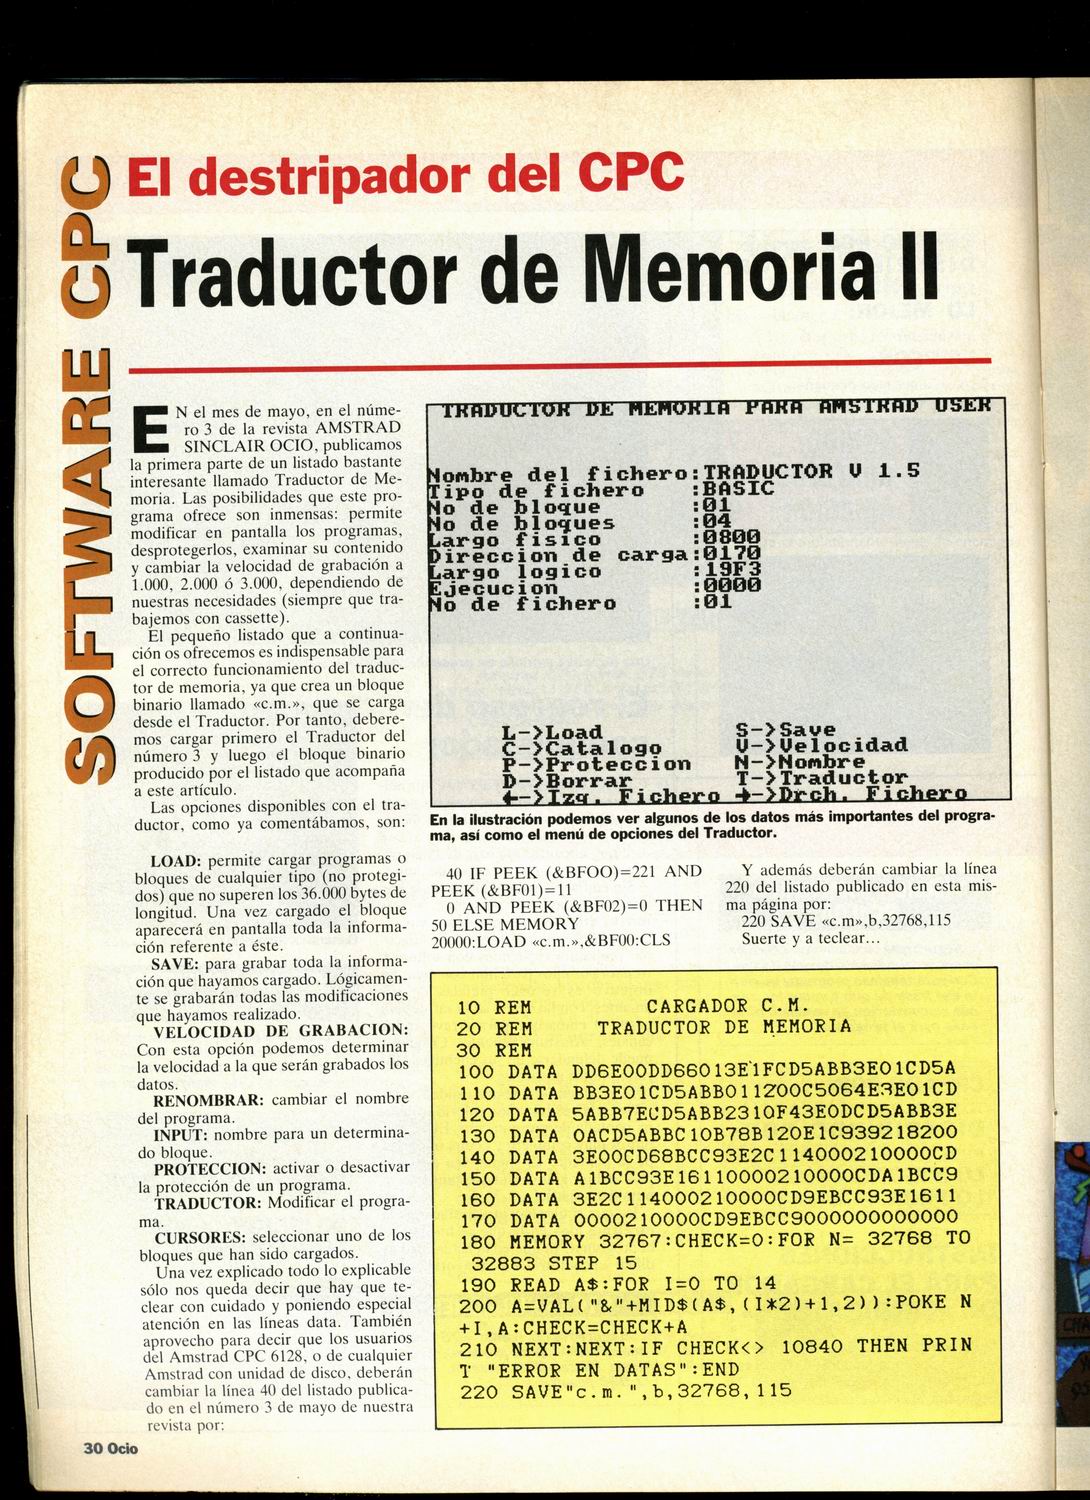 SOFTWARE CPC
El destripador del CPC
Traductor de Memoria II
EN el mes de mayo, en el núme-
ro 3 de la revista AMSTRAD
SINCLAIR OCIO, publicamos
la primera parte de un listado bastante
interesante llamado Traductor de Me-
moria. Las posibilidades que este pro-
grama ofrece son inmensas: permite
modificar en pantalla los programas,
desprotegerlos, examinar su contenido
y cambiar la velocidad de grabación a
1.000, 2.000 ó 3.000, dependiendo de
nuestras necesidades (siempre que tra-
bajemos con cassette).
El pequeño listado que a continua-
ción os ofrecemos es indispensable para
el correcto funcionamiento del traduc-
tor de memoria, ya que crea un bloque
binario llamado «c.m.», que se carga
desde el Traductor. Por tanto, debere-
mos cargar primero el Traductor del
número 3 y luego el bloque binario
producido por el listado que acompaña
a este artículo.
Las opciones disponibles con el tra-
ductor, como ya comentábamos, son:
LOAD: permite cargar programas o
bloques de cualquier tipo (no protegi-
dos) que no superen los 36.000 bytes de
longitud. Una vez cargado el bloque
aparecerá en pantalla toda la informa-
ción referente a éste.
SAVE: para grabar toda la informa-
ción que hayamos cargado. Lógicamen-
te se grabarán todas las modificaciones
que hayamos realizado.
VELOCIDAD DE GRABACION:
Con esta opción podemos determinar
la velocidad a la que serán grabados los
datos.
RENOMBRAR: cambiar el nombre
del programa.
INPUT: nombre para un determina-
do bloque.
PROTECCION: activar o desactivar
la protección de un programa.
TRADUCTOR: Modificar el progra-
ma.
CURSORES: seleccionar uno de los
bloques que han sido cargados.
Una vez explicado todo lo explicable
sólo nos queda decir que hay que te-
clear con cuidado y poniendo especial
atención en las líneas data. También
aprovecho para decir que los usuarios
del Amstrad CPC 6128, o de cualquier
Amstrad con unidad de disco, deberán
cambiar la línea 40 del listado publica-
do en el número 3 de mayo de nuestra
revista por:
TRADUCTOR DE MEMORIA PARA AMSTRAD USER
Nombre del fichero:TRADUCTOR V 1.5
Tipo de fichero :BASIC
No de bloque :01
No de bloques :04
Largo fisico :0800
Direccion de carga:0170
Largo logico :19F3
Ejecucion :0000
No de fichero :01
L->Load S->Save
C->Catalogo V->Velocidad
P->Proteccion N->Nombre
D->Borrar T->Traductor
←->Izq. Fichero →->Drch. Fichero
En la ilustración podemos ver algunos de los datos más importantes del progra-
ma, así como el menú de opciones del Traductor.
40 IF PEEK (&BFOO)=221 AND
PEEK (&BF01)=11
0 AND PEEK (&BF02)=0 THEN
50 ELSE MEMORY
20000:LOAD «c.m.»,&BF00:CLS
Y además deberán cambiar la línea
220 del listado publicado en esta mis-
ma página por:
220 SAVE «c.m»,b,32768,115
Suerte y a teclear...
10 REM CARGADOR C.M.
20 REM TRADUCTOR DE MEMORIA
30 REM
100 DATA DD6E00DD66013E1FCD5ABB3E01CD5A
110 DATA BB3E01CD5ABB011200C5064E3E01CD
120 DATA 5ABB7ECD5ABB2310F43E0DCD5ABB3E
130 DATA 0ACD5ABBC10B78B120E1C939218200
140 DATA 3E00CD68BCC93E2C114000210000CD
150 DATA A1BCC93E16110000210000CDA1BCC9
160 DATA 3E2C114000210000CD9EBCC93E1611
170 DATA 0000210000CD9EBCC9000000000000
180 MEMORY 32767:CHECK=0:FOR N= 32768 TO
32883 STEP 15
190 READ A$:FOR I=0 TO 14
200 A=VAL("&"+MID$(A$,(I*2)+1,2)):POKE N
+I,A:CHECK=CHECK+A
210 NEXT:NEXT:IF CHECK<> 10840 THEN PRIN
T "ERROR EN DATAS":END
220 SAVE"c.m.",b,32768,115
30 Ocio